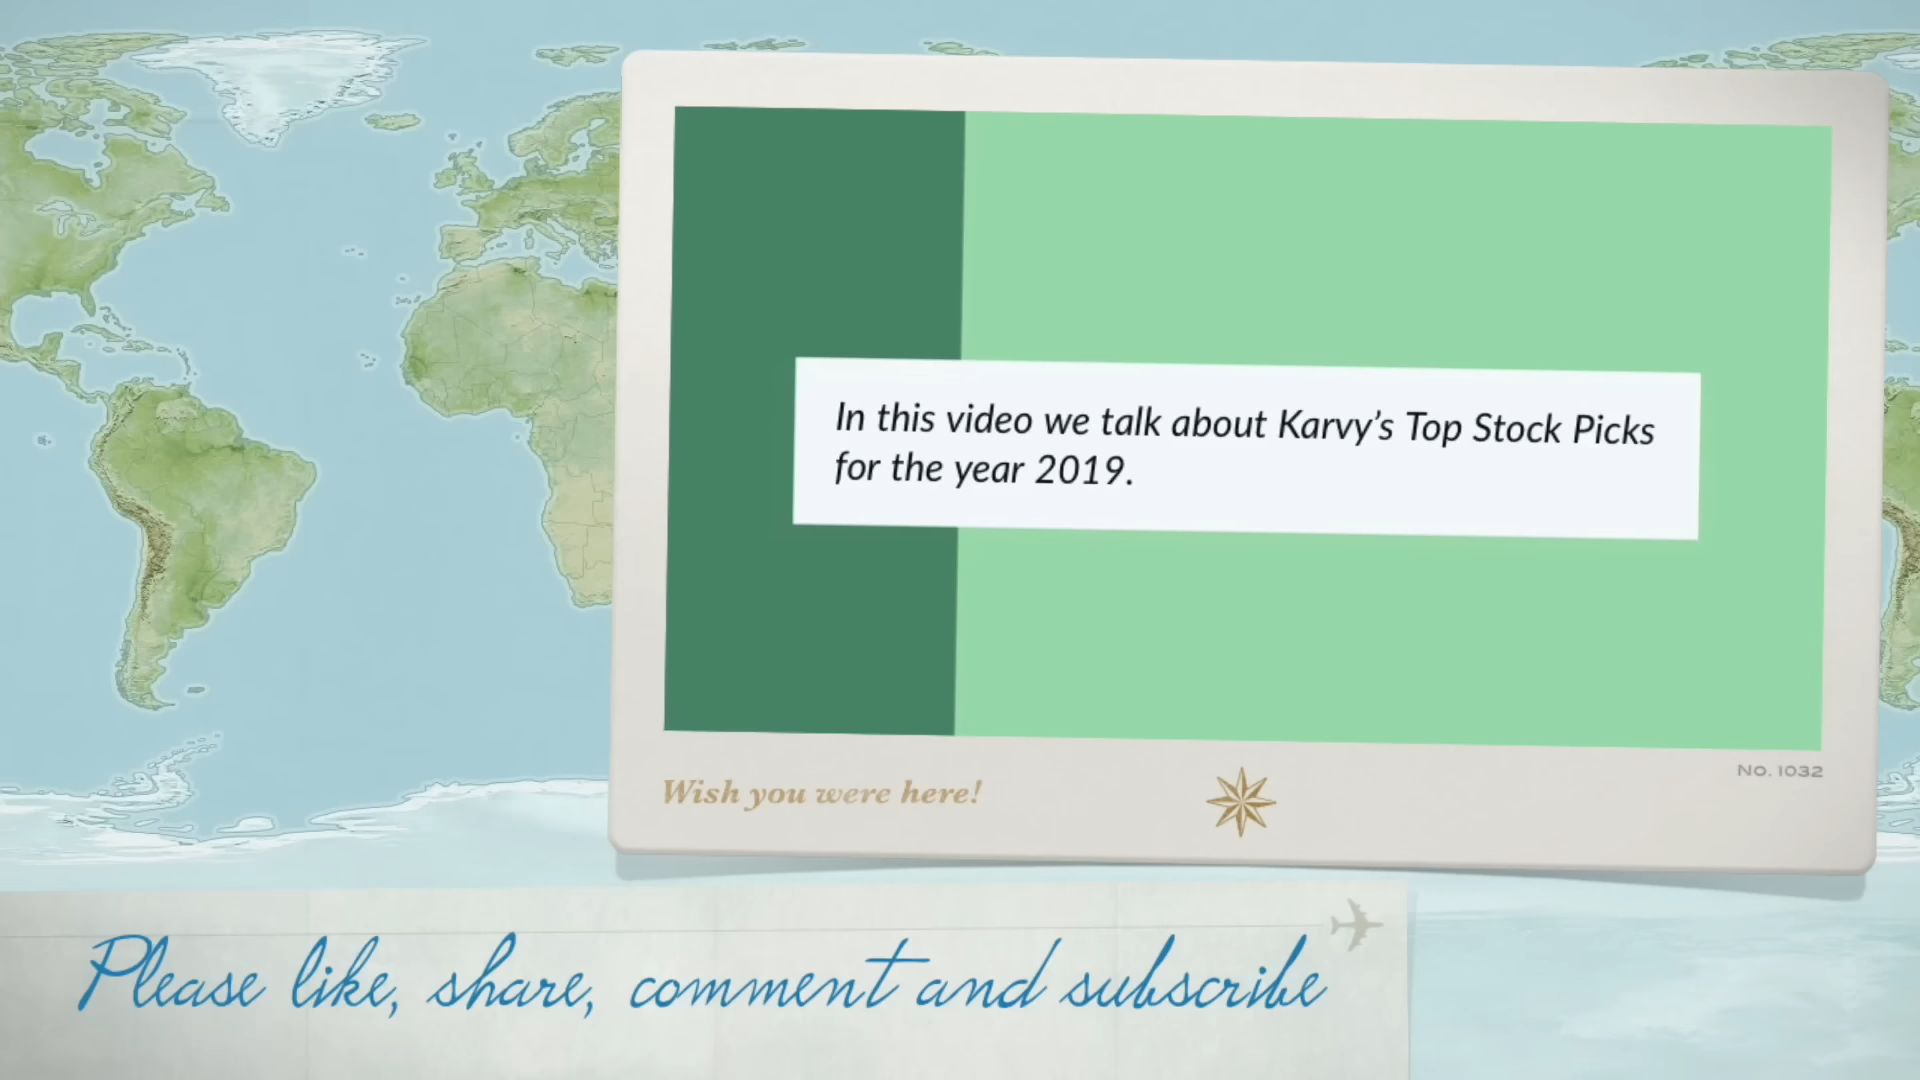 In this video we talk about Karvy’s Top Stock Picks
for the year 2019.
Wish you were here!
NO. 1032
Please like, share, comment and subscribe